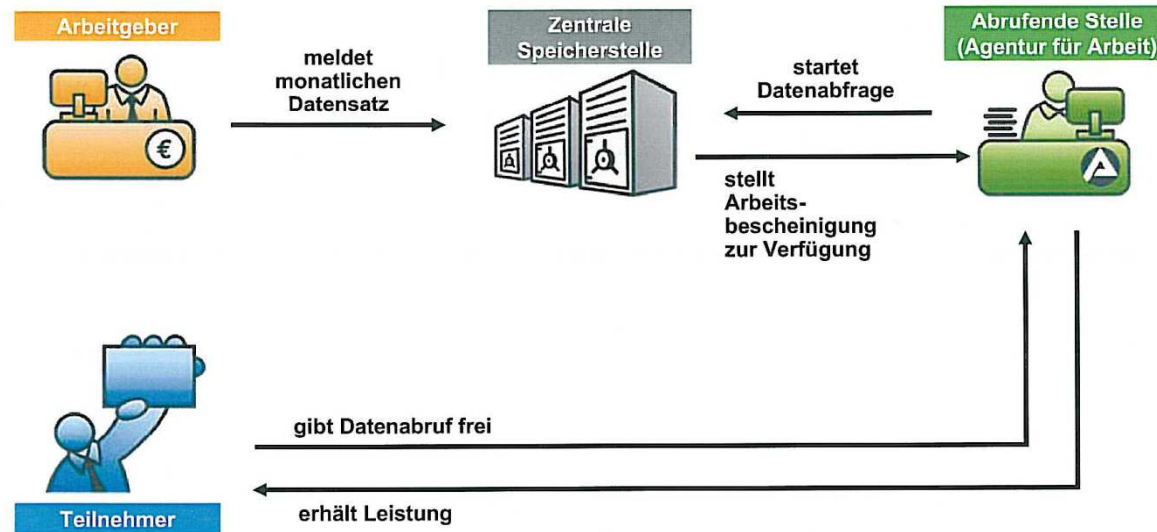 Arbeitgeber
meldet
monatlichen
Datensatz
Zentrale
Speicherstelle
startet
Datenabfrage
Abrufende Stelle
(Agentur für Arbeit)
€
stellt
Arbeits-
bescheinigung
zur Verfügung
gibt Datenabruf frei
erhält Leistung
Teilnehmer